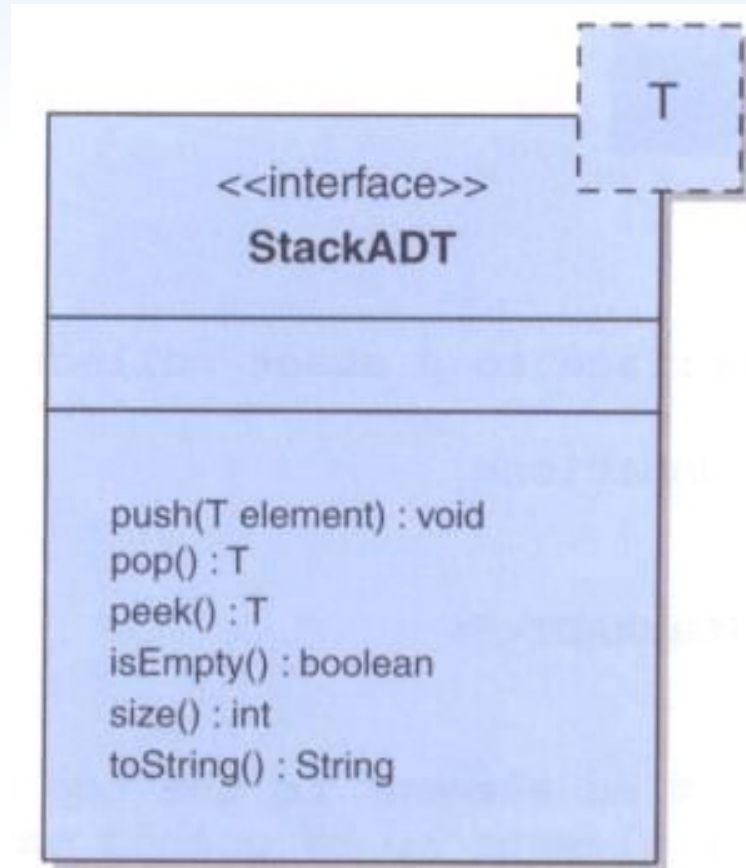 T
<<interface>>
StackADT
push(T element) : void
pop() : T
peek() : T
isEmpty() : boolean
size() : int
toString() : String